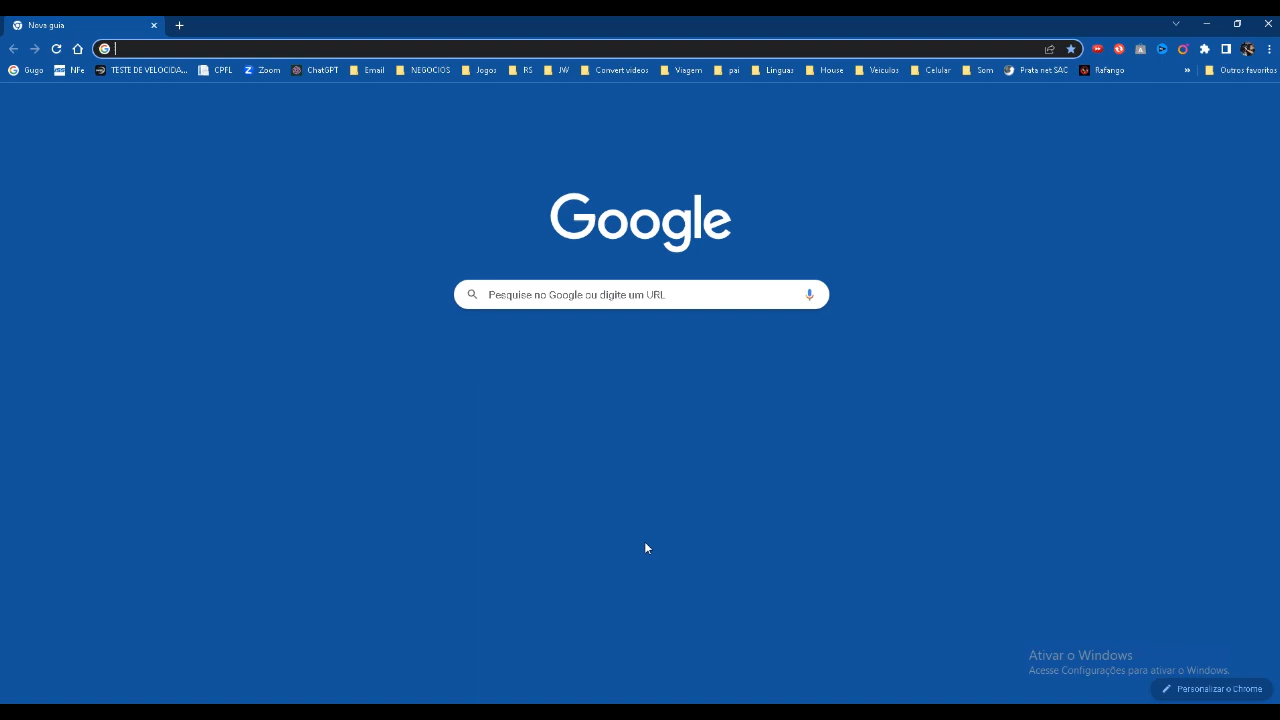 Nova guia
Gugo NFe TESTE DE VELOCIDA... CPFL Zoom ChatGPT Email NEGOCIOS Jogos RS JW Convert videos Viagem pai Linguas House Veiculos Celular Som Prata net SAC Rafango » Outros favoritos
Google
Pesquise no Google ou digite um URL
Ativar o Windows
Acesse Configurações para ativar o Windows.
Personalizar o Chrome